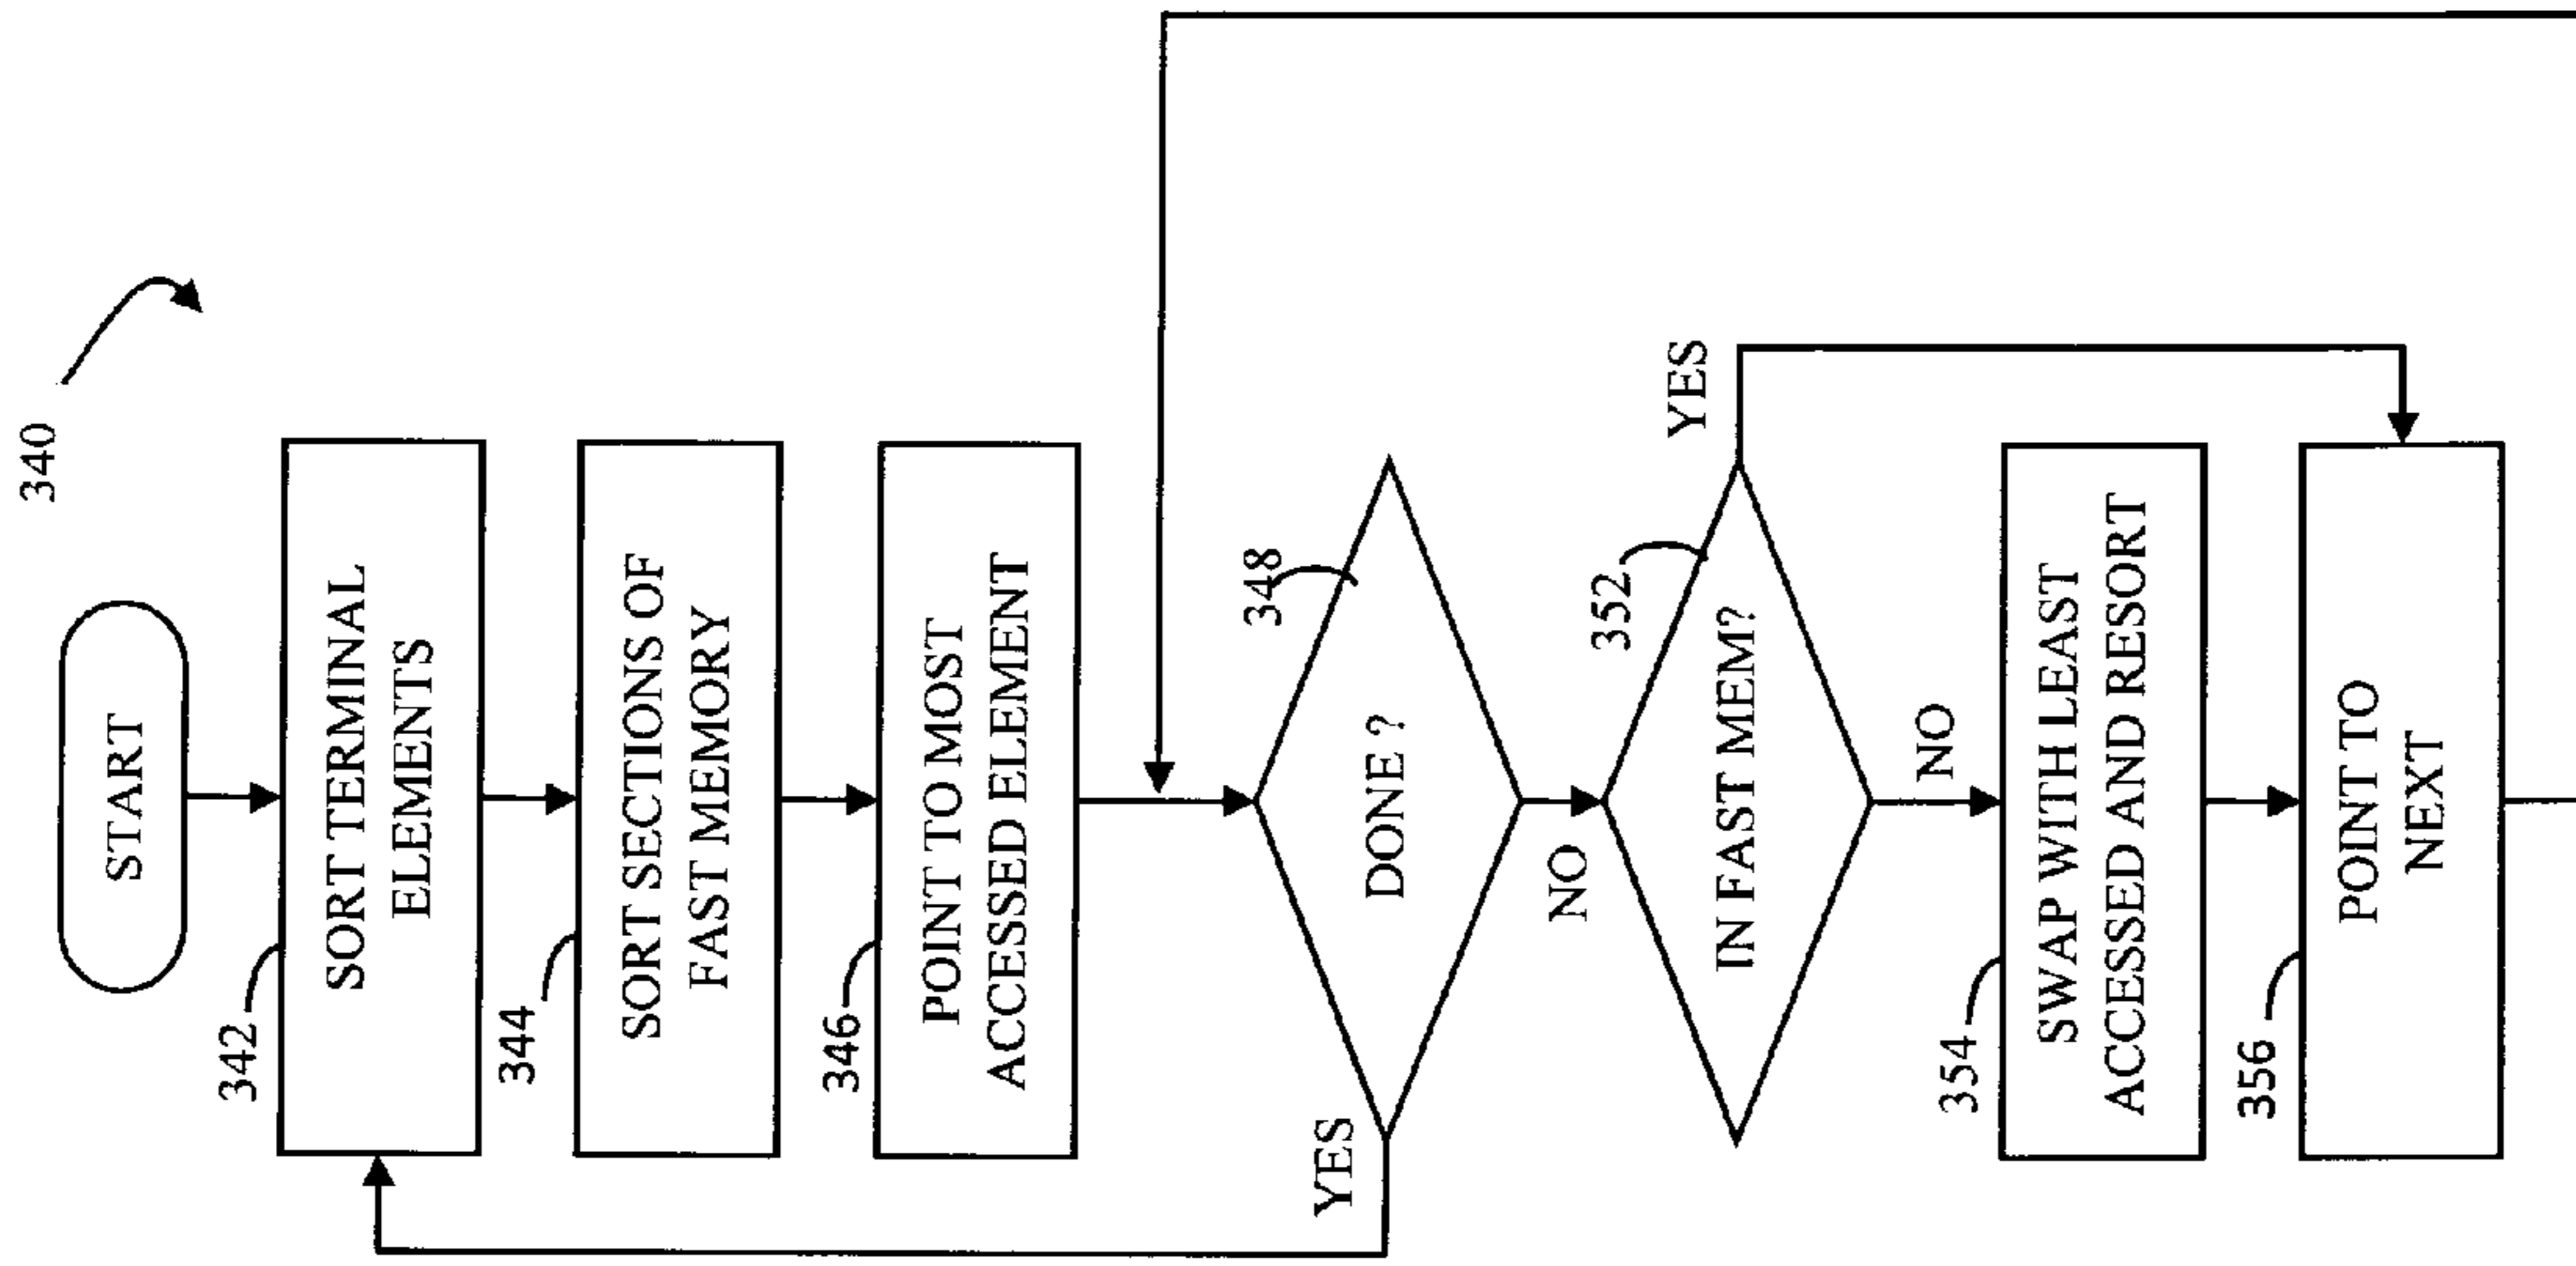 340
START
342
SORT TERMINAL
ELEMENTS
344
SORT SECTIONS OF
FAST MEMORY
346
POINT TO MOST
ACCESSED ELEMENT
348
DONE ?
YES
NO
352
IN FAST MEM?
YES
NO
354
SWAP WITH LEAST
ACCESSED AND RESORT
356
POINT TO
NEXT